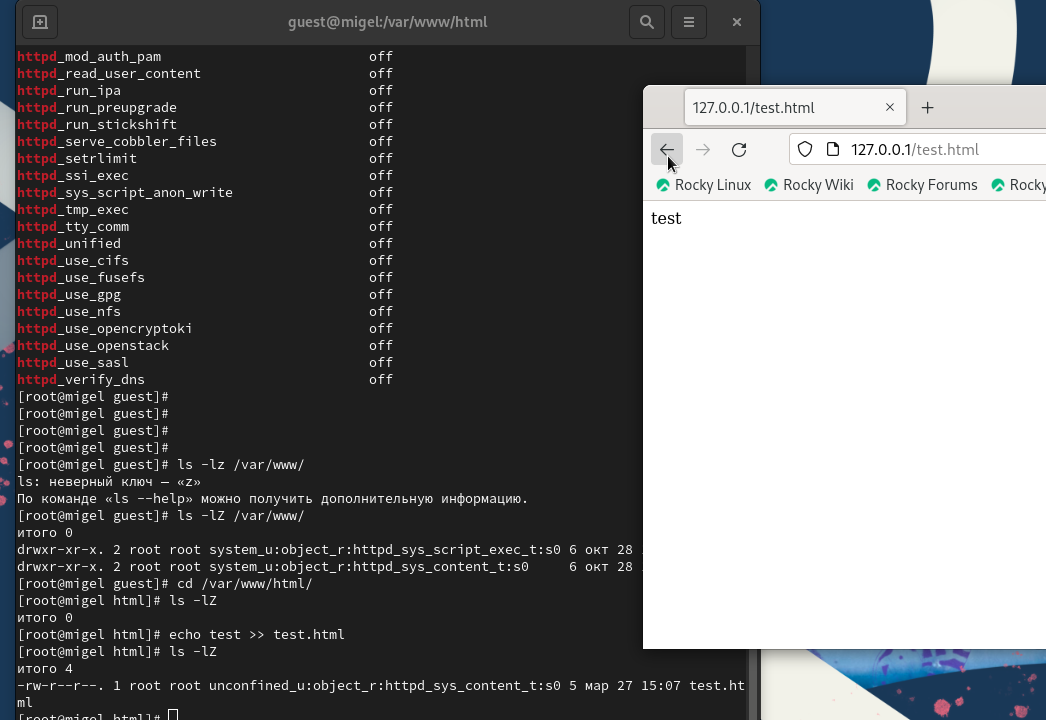 guest@migel:/var/www/html
httpd_mod_auth_pam off
httpd_read_user_content off
httpd_run_ipa off
httpd_run_preupgrade off
httpd_run_stickshift off
httpd_serve_cobbler_files off
httpd_setrlimit off
httpd_ssi_exec off
httpd_sys_script_anon_write off
httpd_tmp_exec off
httpd_tty_comm off
httpd_unified off
httpd_use_cifs off
httpd_use_fusefs off
httpd_use_gpg off
httpd_use_nfs off
httpd_use_opencryptoki off
httpd_use_openstack off
httpd_use_sasl off
httpd_verify_dns off
[root@migel guest]#
[root@migel guest]#
[root@migel guest]#
[root@migel guest]#
[root@migel guest]# ls -lz /var/www/
ls: неверный ключ — «z»
По команде «ls --help» можно получить дополнительную информацию.
[root@migel guest]# ls -lZ /var/www/
итого 0
drwxr-xr-x. 2 root root system_u:object_r:httpd_sys_script_exec_t:s0 6 окт 28
drwxr-xr-x. 2 root root system_u:object_r:httpd_sys_content_t:s0 6 окт 28
[root@migel guest]# cd /var/www/html/
[root@migel html]# ls -lZ
итого 0
[root@migel html]# echo test >> test.html
[root@migel html]# ls -lZ
итого 4
-rw-r--r--. 1 root root unconfined_u:object_r:httpd_sys_content_t:s0 5 мар 27 15:07 test.ht
ml
[root@migel html]#
127.0.0.1/test.html
127.0.0.1/test.html
Rocky Linux Rocky Wiki Rocky Forums Rocky
test